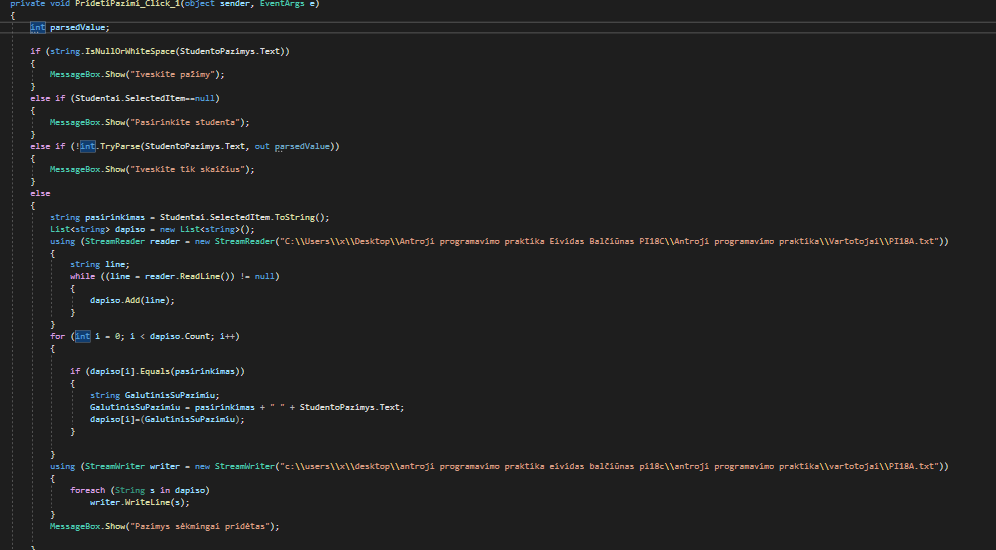 private void PridetiPazimi_Click_1(object sender, EventArgs e)
{
int parsedValue;
if (string.IsNullOrWhiteSpace(StudentoPazimys.Text))
{
MessageBox.Show("Iveskite pažimy");
}
else if (Studentai.SelectedItem==null)
{
MessageBox.Show("Pasirinkite studenta");
}
else if (!int.TryParse(StudentoPazimys.Text, out parsedValue))
{
MessageBox.Show("Iveskite tik skaičius");
}
else
{
string pasirinkimas = Studentai.SelectedItem.ToString();
List<string> dapiso = new List<string>();
using (StreamReader reader = new StreamReader("C:\\Users\\x\\Desktop\\Antroji programavimo praktika Eividas Balčiūnas PI18C\\Antroji programavimo praktika\\Vartotojai\\PI18A.txt"))
{
string line;
while ((line = reader.ReadLine()) != null)
{
dapiso.Add(line);
}
}
for (int i = 0; i < dapiso.Count; i++)
{
if (dapiso[i].Equals(pasirinkimas))
{
string GalutinisSuPazimiu;
GalutinisSuPazimiu = pasirinkimas + " " + StudentoPazimys.Text;
dapiso[i]=(GalutinisSuPazimiu);
}
}
using (StreamWriter writer = new StreamWriter("c:\\users\\x\\desktop\\antroji programavimo praktika eividas balčiūnas pi18c\\antroji programavimo praktika\\vartotojai\\PI18A.txt"))
{
foreach (String s in dapiso)
writer.WriteLine(s);
}
MessageBox.Show("Pazimys sėkmingai pridėtas");
}